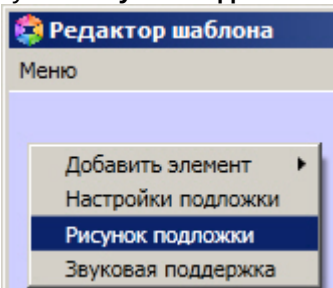 Редактор шаблона
Меню
Добавить элемент
Настройки подложки
Рисунок подложки
Звуковая поддержка